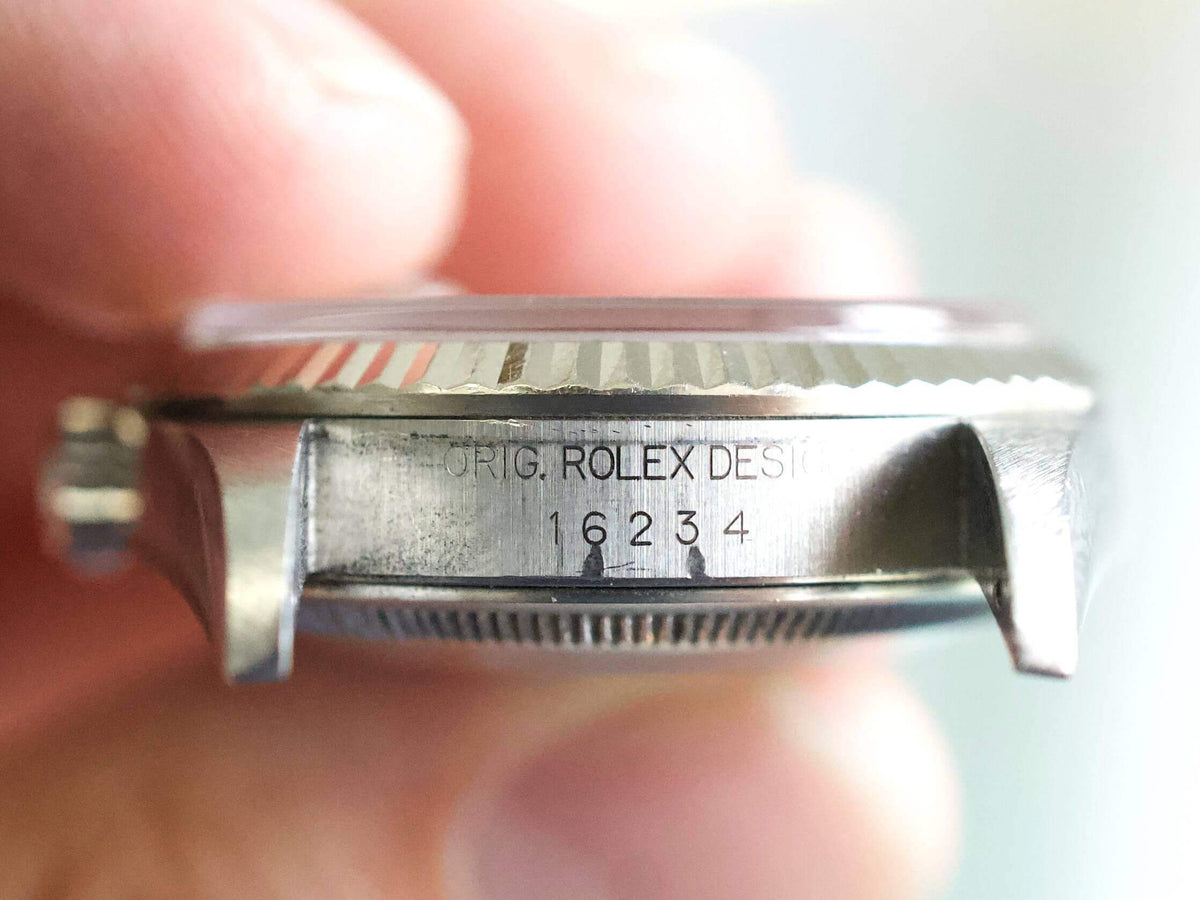 ORIG. ROLEX DESIG
16234